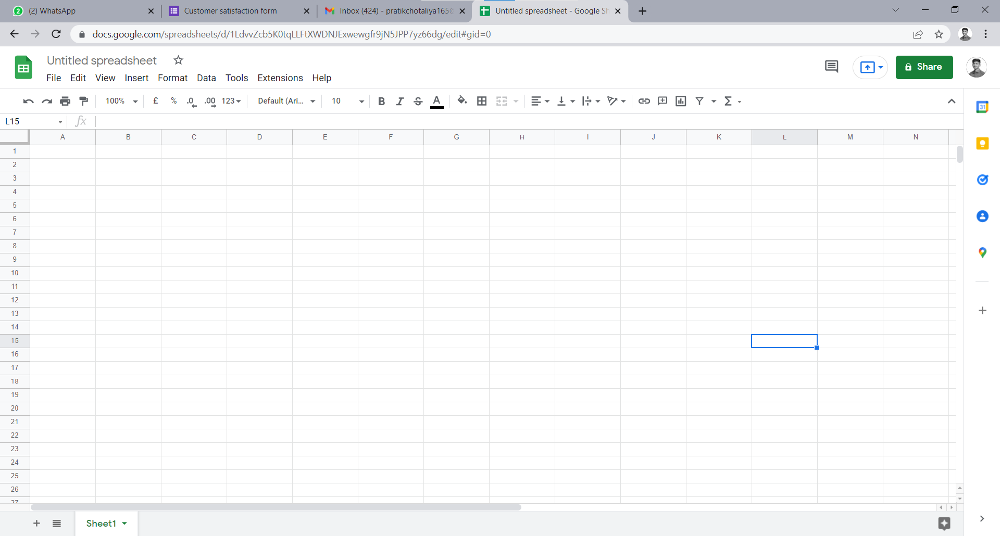 (2) WhatsApp
Customer satisfaction form
Inbox (424) - pratikchotaliya165@
Untitled spreadsheet - Google Sh
docs.google.com/spreadsheets/d/1LdvvZcb5K0tqLLFtXWDNJExwewgfr9jN5JPP7yz66dg/edit#gid=0
Untitled spreadsheet
File Edit View Insert Format Data Tools Extensions Help
Share
100% £ % .0 .00 123 Default (Ari... 10 B I S A Σ
31
L15 fx
A B C D E F G H I J K L M N
1
2
3
4
5
6
7
8
9
10
11
12
13
14
15
16
17
18
19
20
21
22
23
24
25
26
27
Sheet1